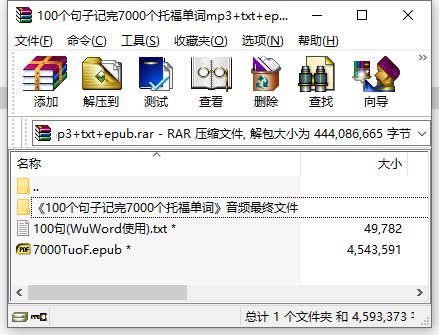 100个句子记完7000个托福单词mp3+txt+ep...
文件(F) 命令(C) 工具(S) 收藏夹(O) 选项(N) 帮助(H)
添加 解压到 测试 查看 删除 查找 向导
p3+txt+epub.rar - RAR 压缩文件, 解包大小为 444,086,665 字节
名称 大小
..
《100个句子记完7000个托福单词》音频最终文件
100句(WuWord使用).txt * 49,782
PDF 7000TuoF.epub * 4,543,591
总计 1 个文件夹 和 4,593,373 字